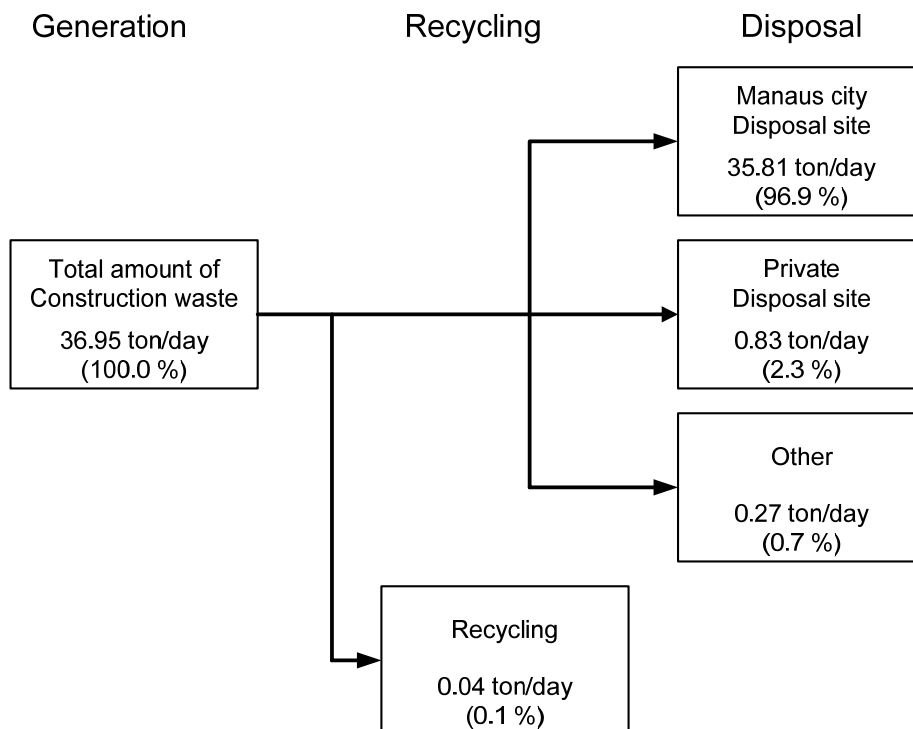 Generation
Recycling
Disposal
Manaus city
Disposal site
35.81 ton/day
(96.9 %)
Total amount of
Construction waste
36.95 ton/day
(100.0 %)
Private
Disposal site
0.83 ton/day
(2.3 %)
Other
0.27 ton/day
(0.7 %)
Recycling
0.04 ton/day
(0.1 %)